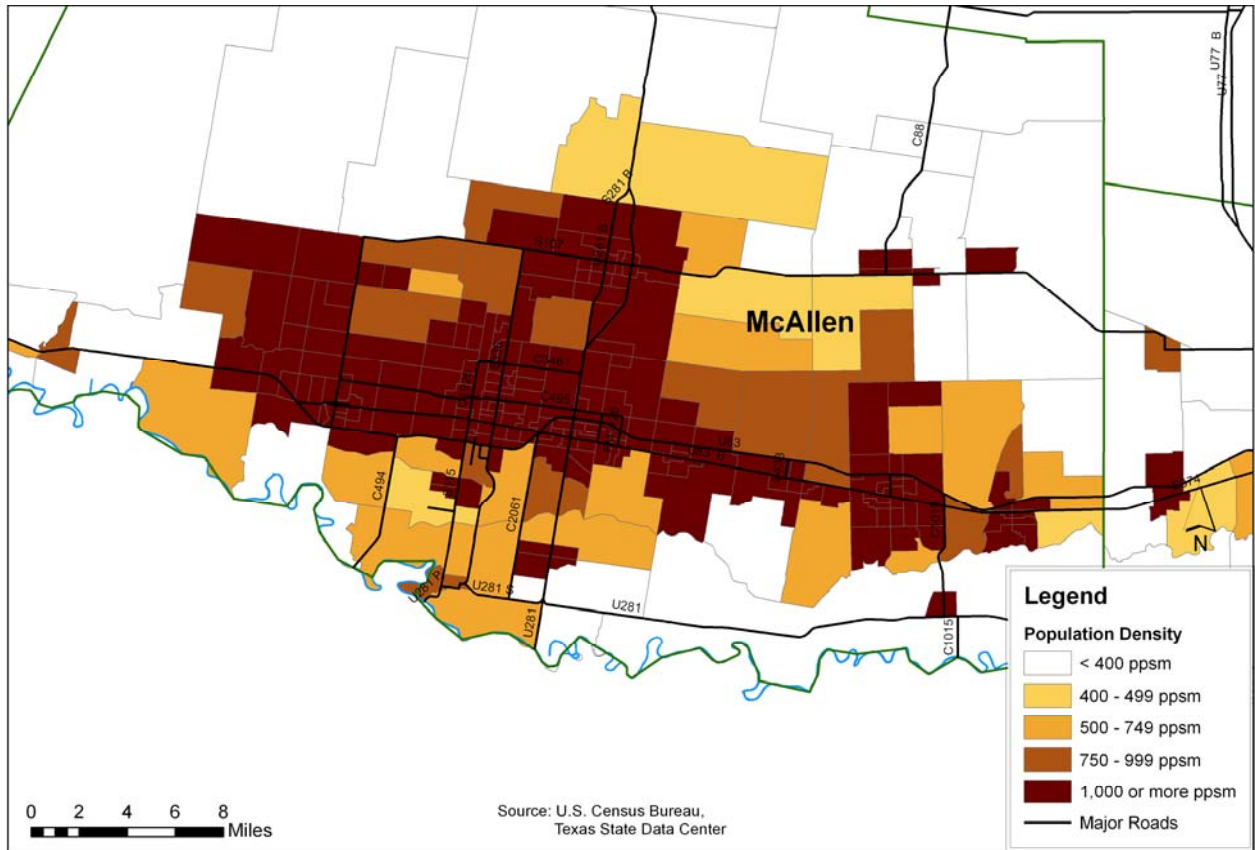 U77 B
U77
C88
S281 B
S107
McAllen
C495
U83
C494
C2061
U281 S
U281
U281
C1015
N
Legend
Population Density
< 400 ppsm
400 - 499 ppsm
500 - 749 ppsm
750 - 999 ppsm
1,000 or more ppsm
Major Roads
0 2 4 6 8
Miles
Source: U.S. Census Bureau,
Texas State Data Center